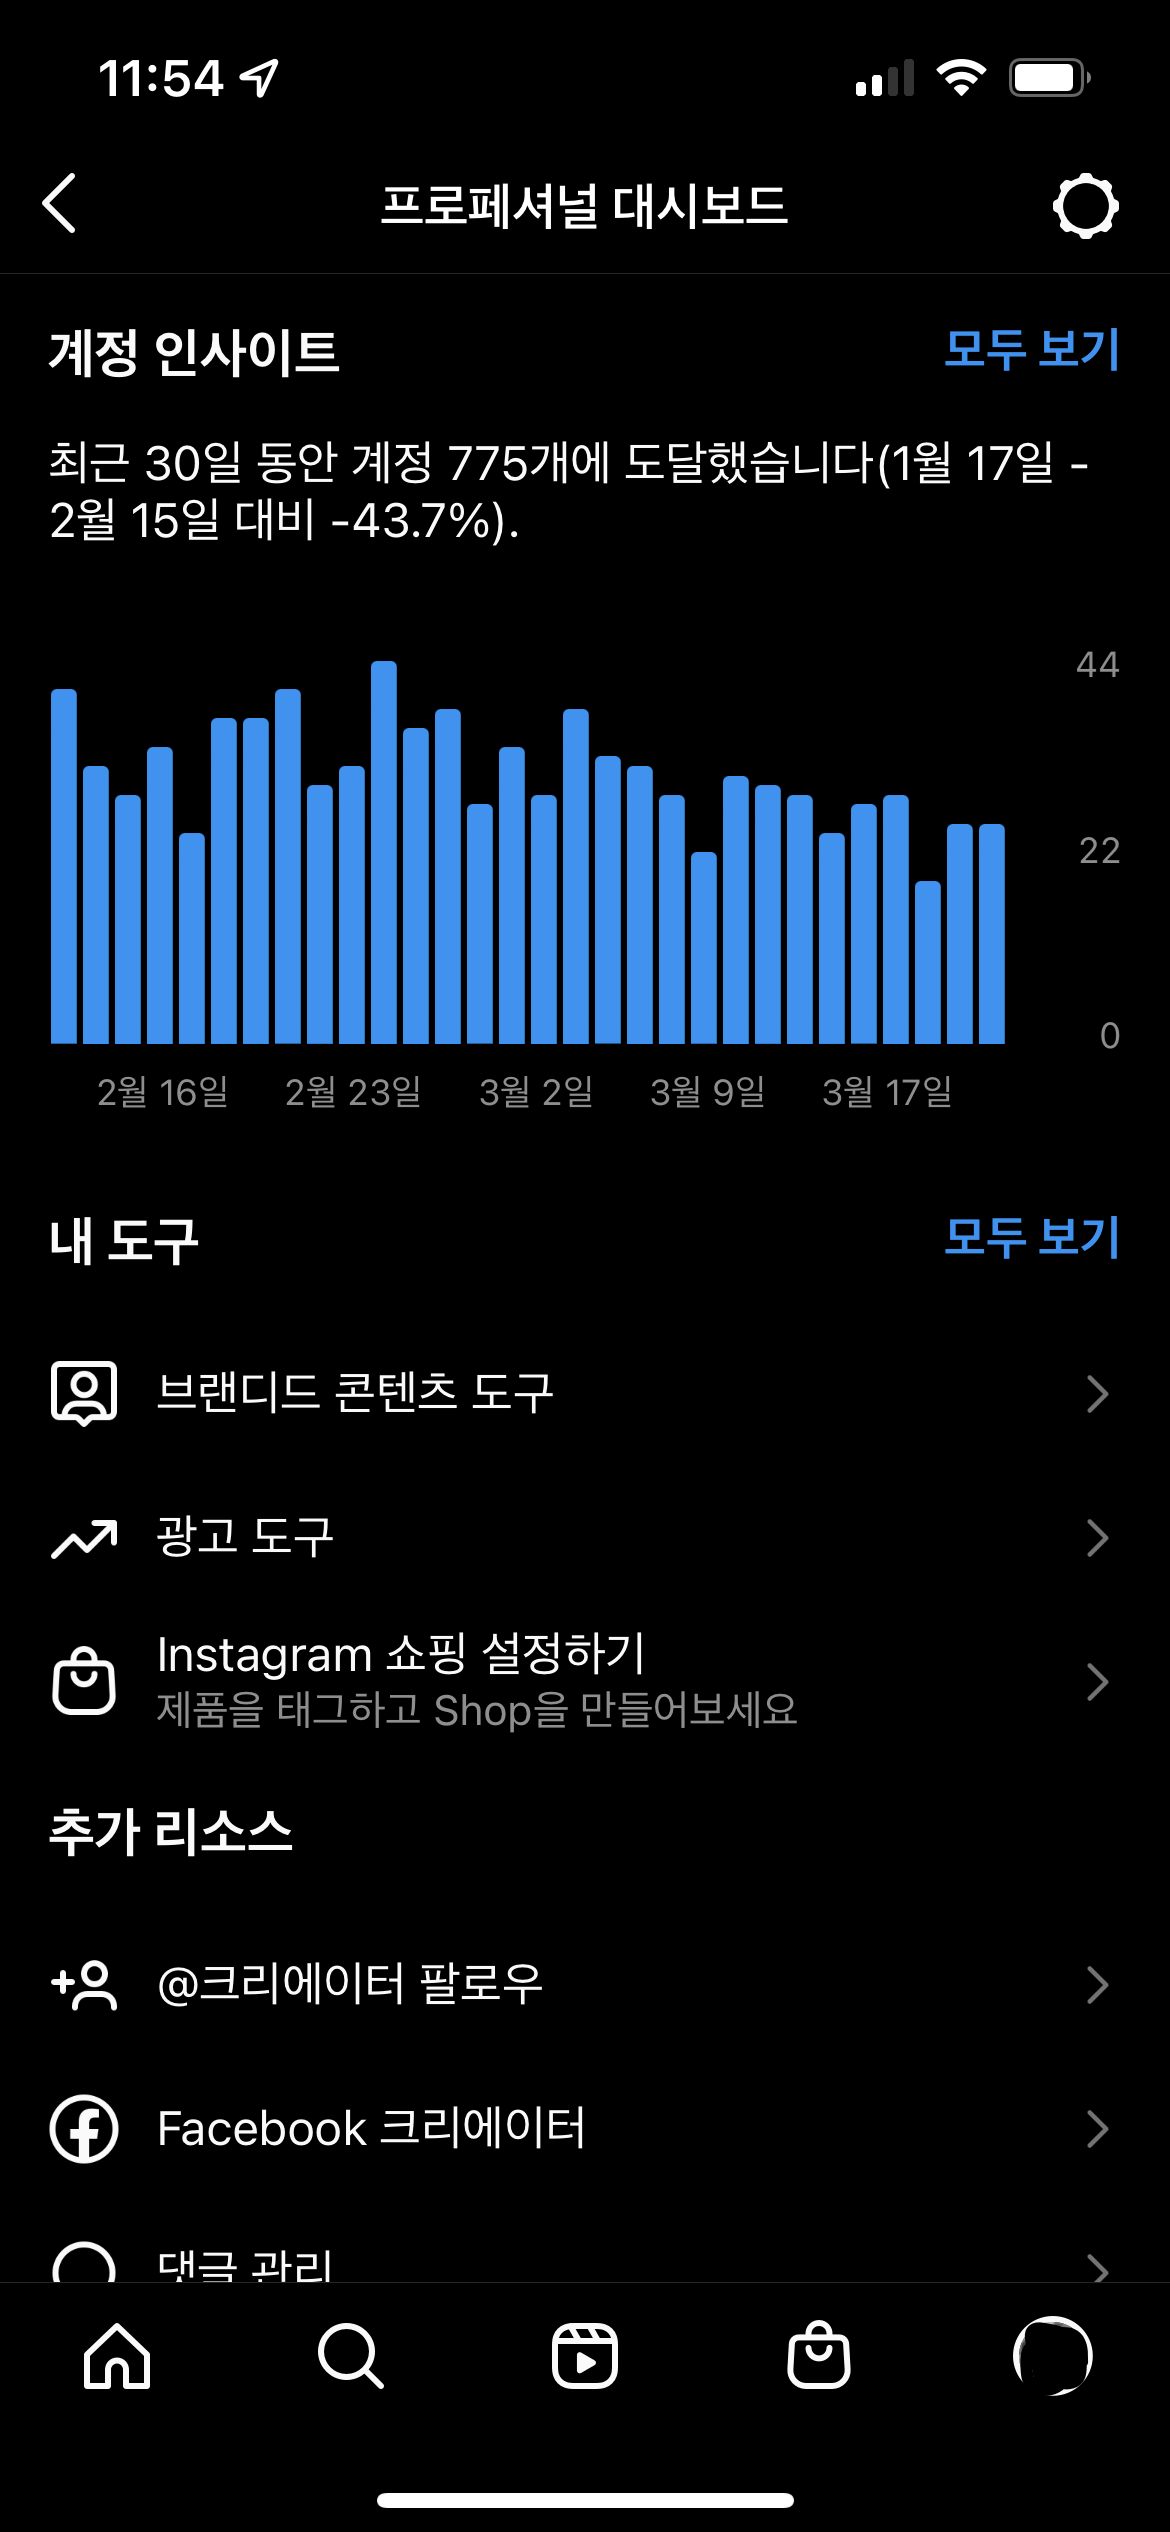 11:54
프로페셔널 대시보드
계정 인사이트
모두 보기
최근 30일 동안 계정 775개에 도달했습니다(1월 17일 -
2월 15일 대비 -43.7%).
44
22
0
2월 16일
2월 23일
3월 2일
3월 9일
3월 17일
내 도구
모두 보기
브랜디드 콘텐츠 도구
광고 도구
Instagram 쇼핑 설정하기
제품을 태그하고 Shop을 만들어보세요
추가 리소스
@크리에이터 팔로우
Facebook 크리에이터
댓글 관리